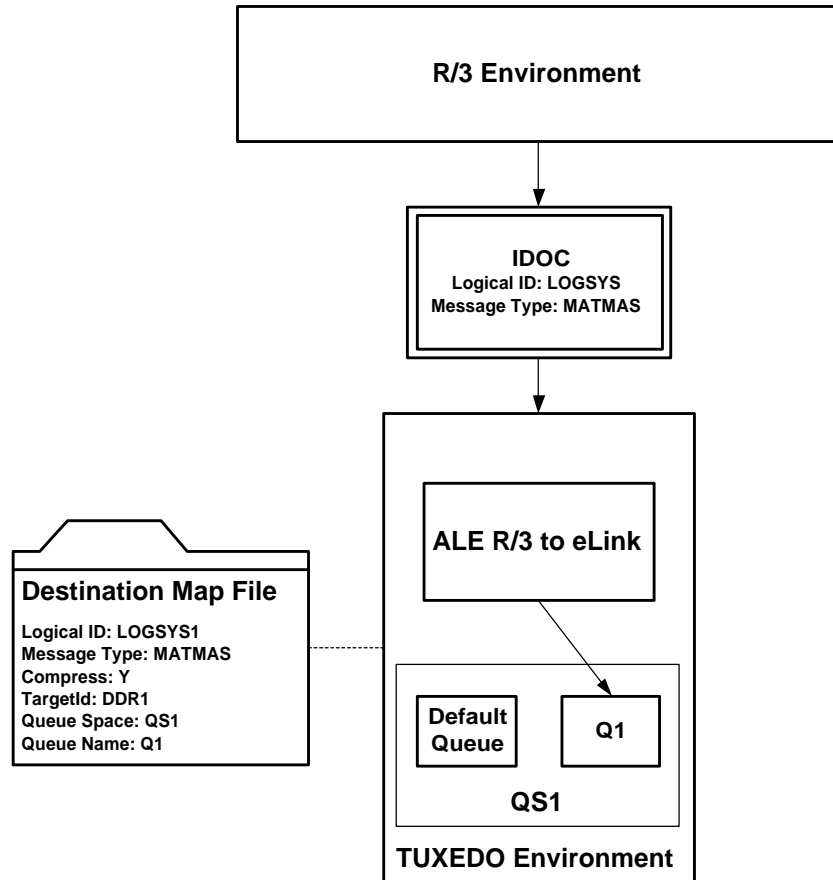 R/3 Environment
IDOC
Logical ID: LOGSYS
Message Type: MATMAS
ALE R/3 to eLink
Destination Map File
Logical ID: LOGSYS1
Message Type: MATMAS
Compress: Y
TargetId: DDR1
Queue Space: QS1
Queue Name: Q1
Default
Queue
Q1
QS1
TUXEDO Environment